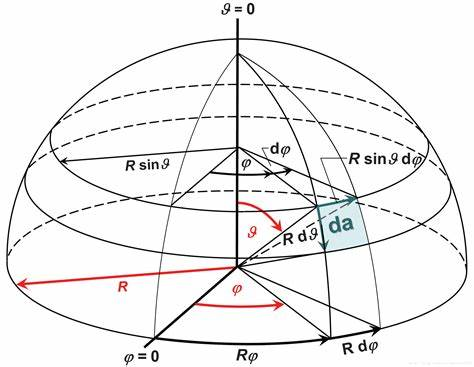 ϑ = 0
dφ
R sinϑ
φ
R sinϑ dφ
ϑ
R dϑ
da
R
φ
φ = 0
Rφ
R dφ